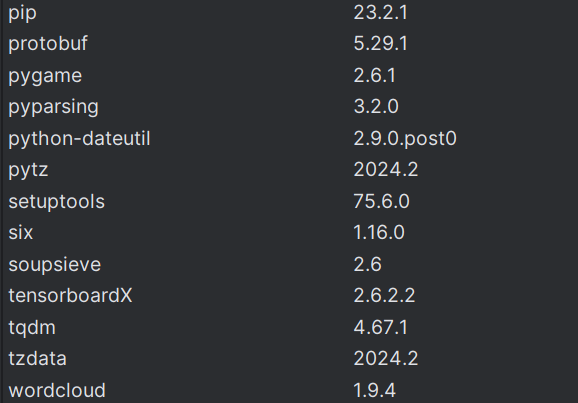 pip 23.2.1
protobuf 5.29.1
pygame 2.6.1
pyparsing 3.2.0
python-dateutil 2.9.0.post0
pytz 2024.2
setuptools 75.6.0
six 1.16.0
soupsieve 2.6
tensorboardX 2.6.2.2
tqdm 4.67.1
tzdata 2024.2
wordcloud 1.9.4